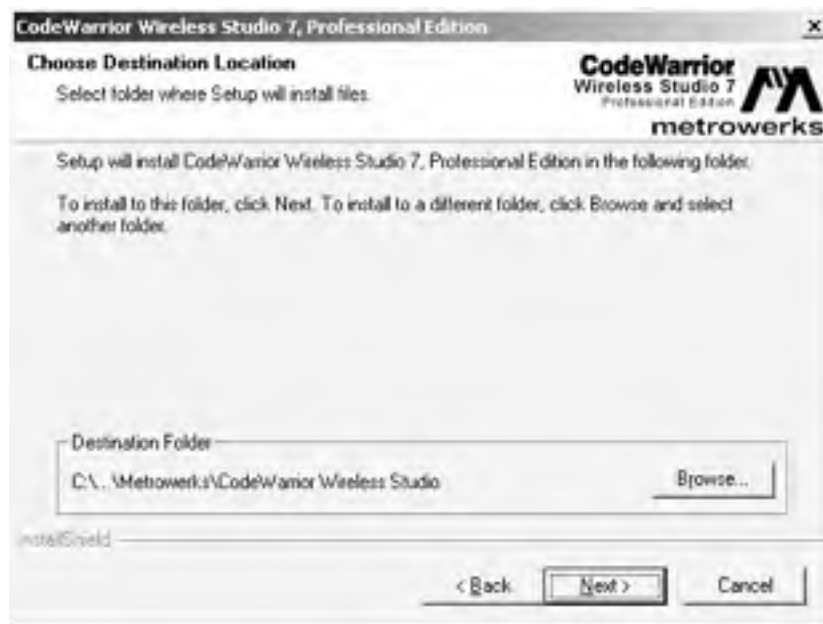 CodeWarrior Wireless Studio 7, Professional Edition
Choose Destination Location
Select folder where Setup will install files.
CodeWarrior
Wireless Studio 7
Professional Edition
metrowerks
Setup will install CodeWarrior Wireless Studio 7, Professional Edition in the following folder.
To install to this folder, click Next. To install to a different folder, click Browse and select
another folder.
Destination Folder
C:\...\Metrowerks\CodeWarrior Wireless Studio
Browse...
InstallShield
< Back
Next >
Cancel